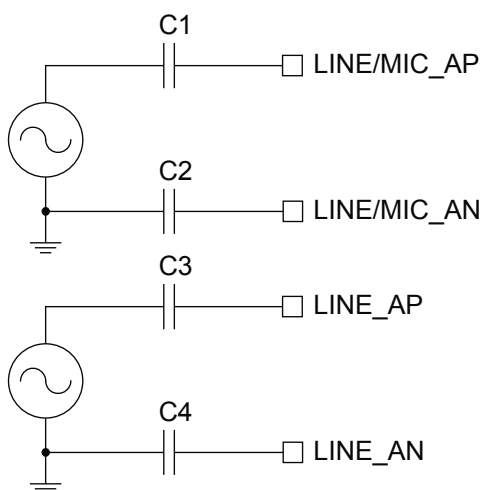 C1
LINE/MIC_AP
C2
LINE/MIC_AN
C3
LINE_AP
C4
LINE_AN